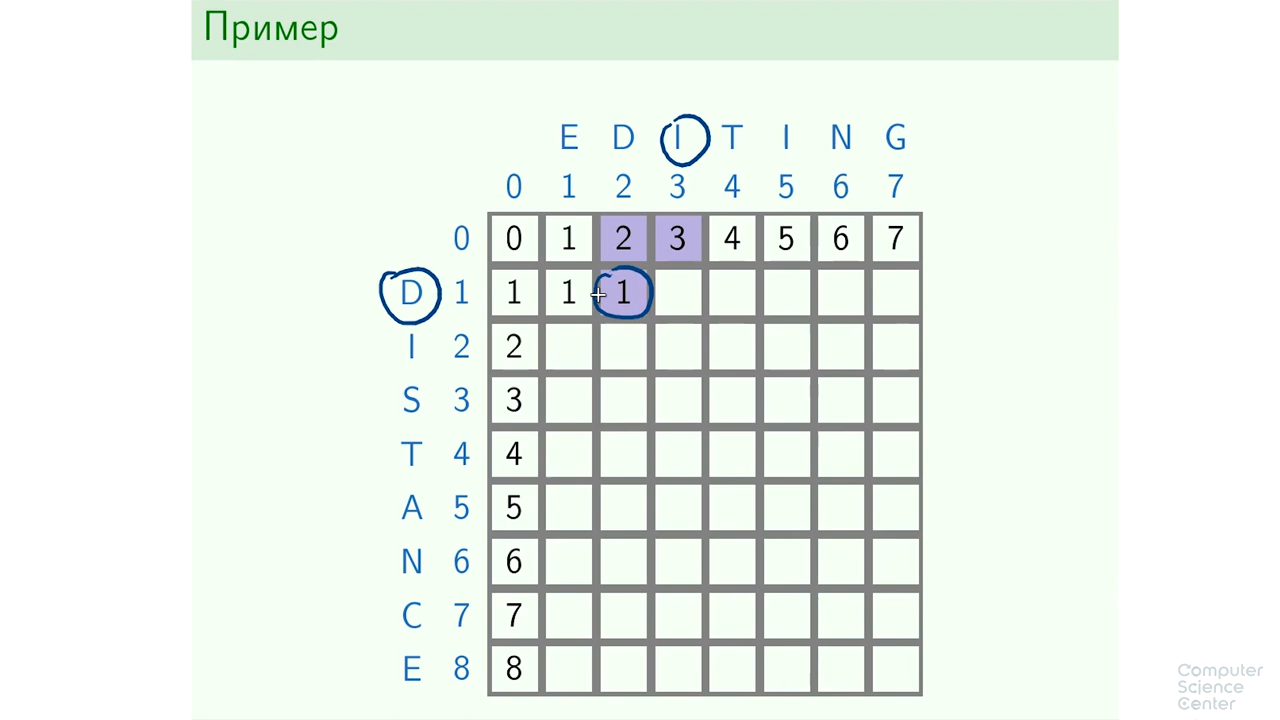 Пример
E D I T I N G
0 1 2 3 4 5 6 7
0 0 1 2 3 4 5 6 7
D 1 1 1 1
I 2 2
S 3 3
T 4 4
A 5 5
N 6 6
C 7 7
E 8 8
Computer
Science
Center